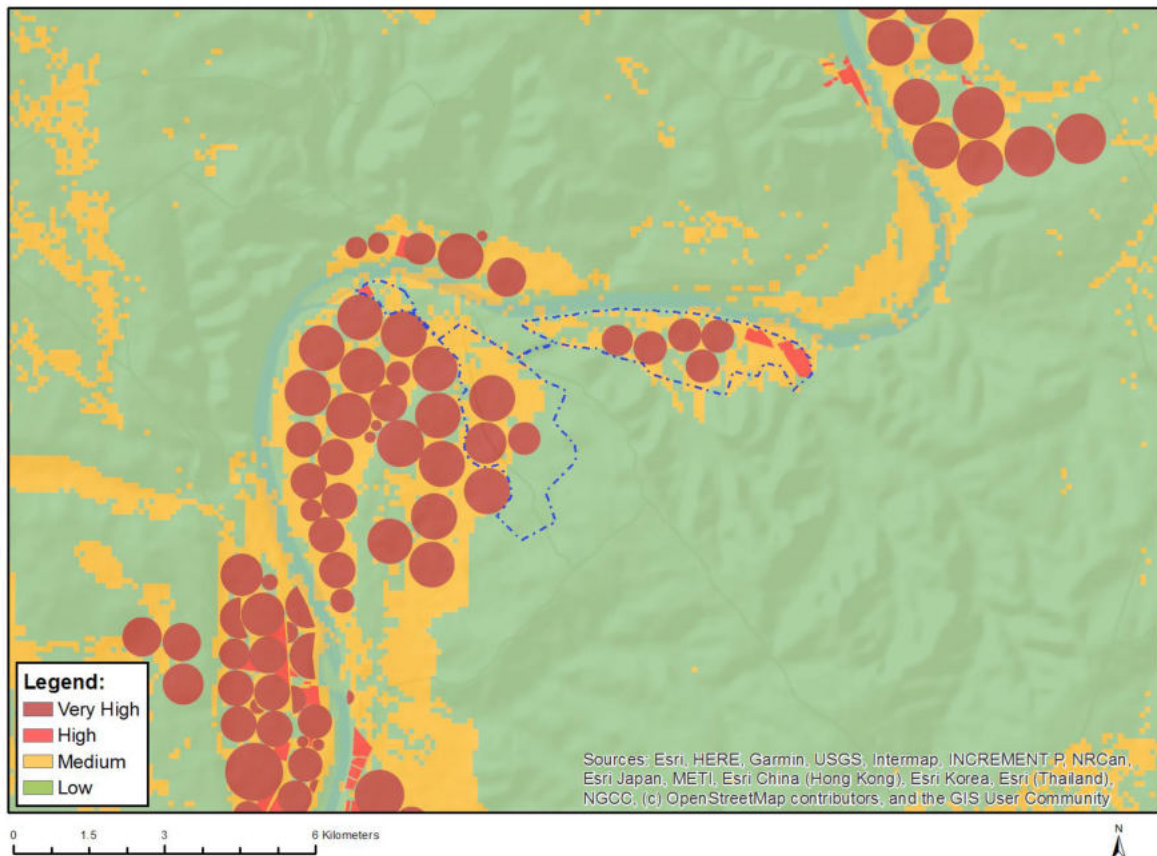 Legend:
Very High
High
Medium
Low
Sources: Esri, HERE, Garmin, USGS, Intermap, INCREMENT P, NRCan,
Esri Japan, METI, Esri China (Hong Kong), Esri Korea, Esri (Thailand),
NGCC, (c) OpenStreetMap contributors, and the GIS User Community
0 1.5 3 6 Kilometers
N